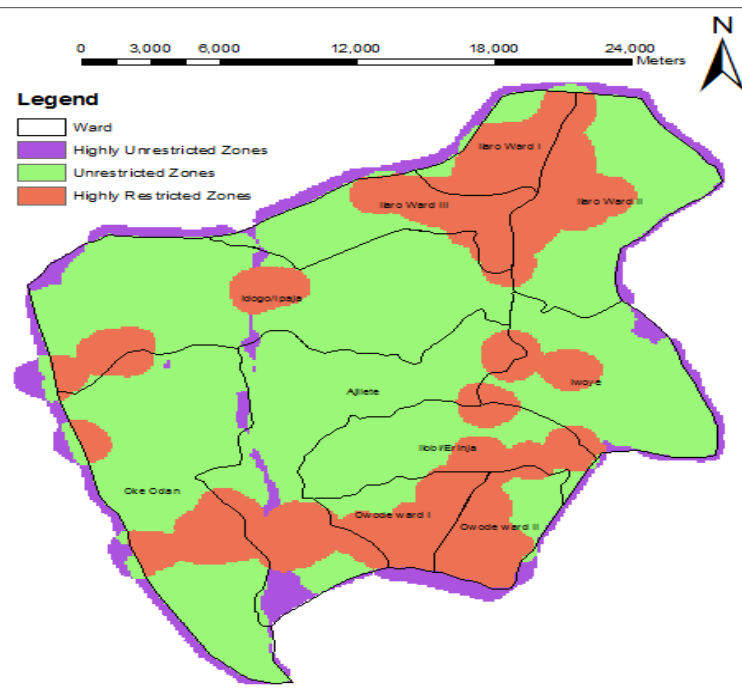 N
0 3,000 6,000 12,000 18,000 24,000
Meters
Legend
Ward
Highly Unrestricted Zones
Unrestricted Zones
Highly Restricted Zones
Ilaro Ward I
Ilaro Ward III
Ilaro Ward II
Idogo/Ipaja
Ajilete
Iwoye
Ilobi/Erinja
Oke Odan
Owode ward I
Owode ward II